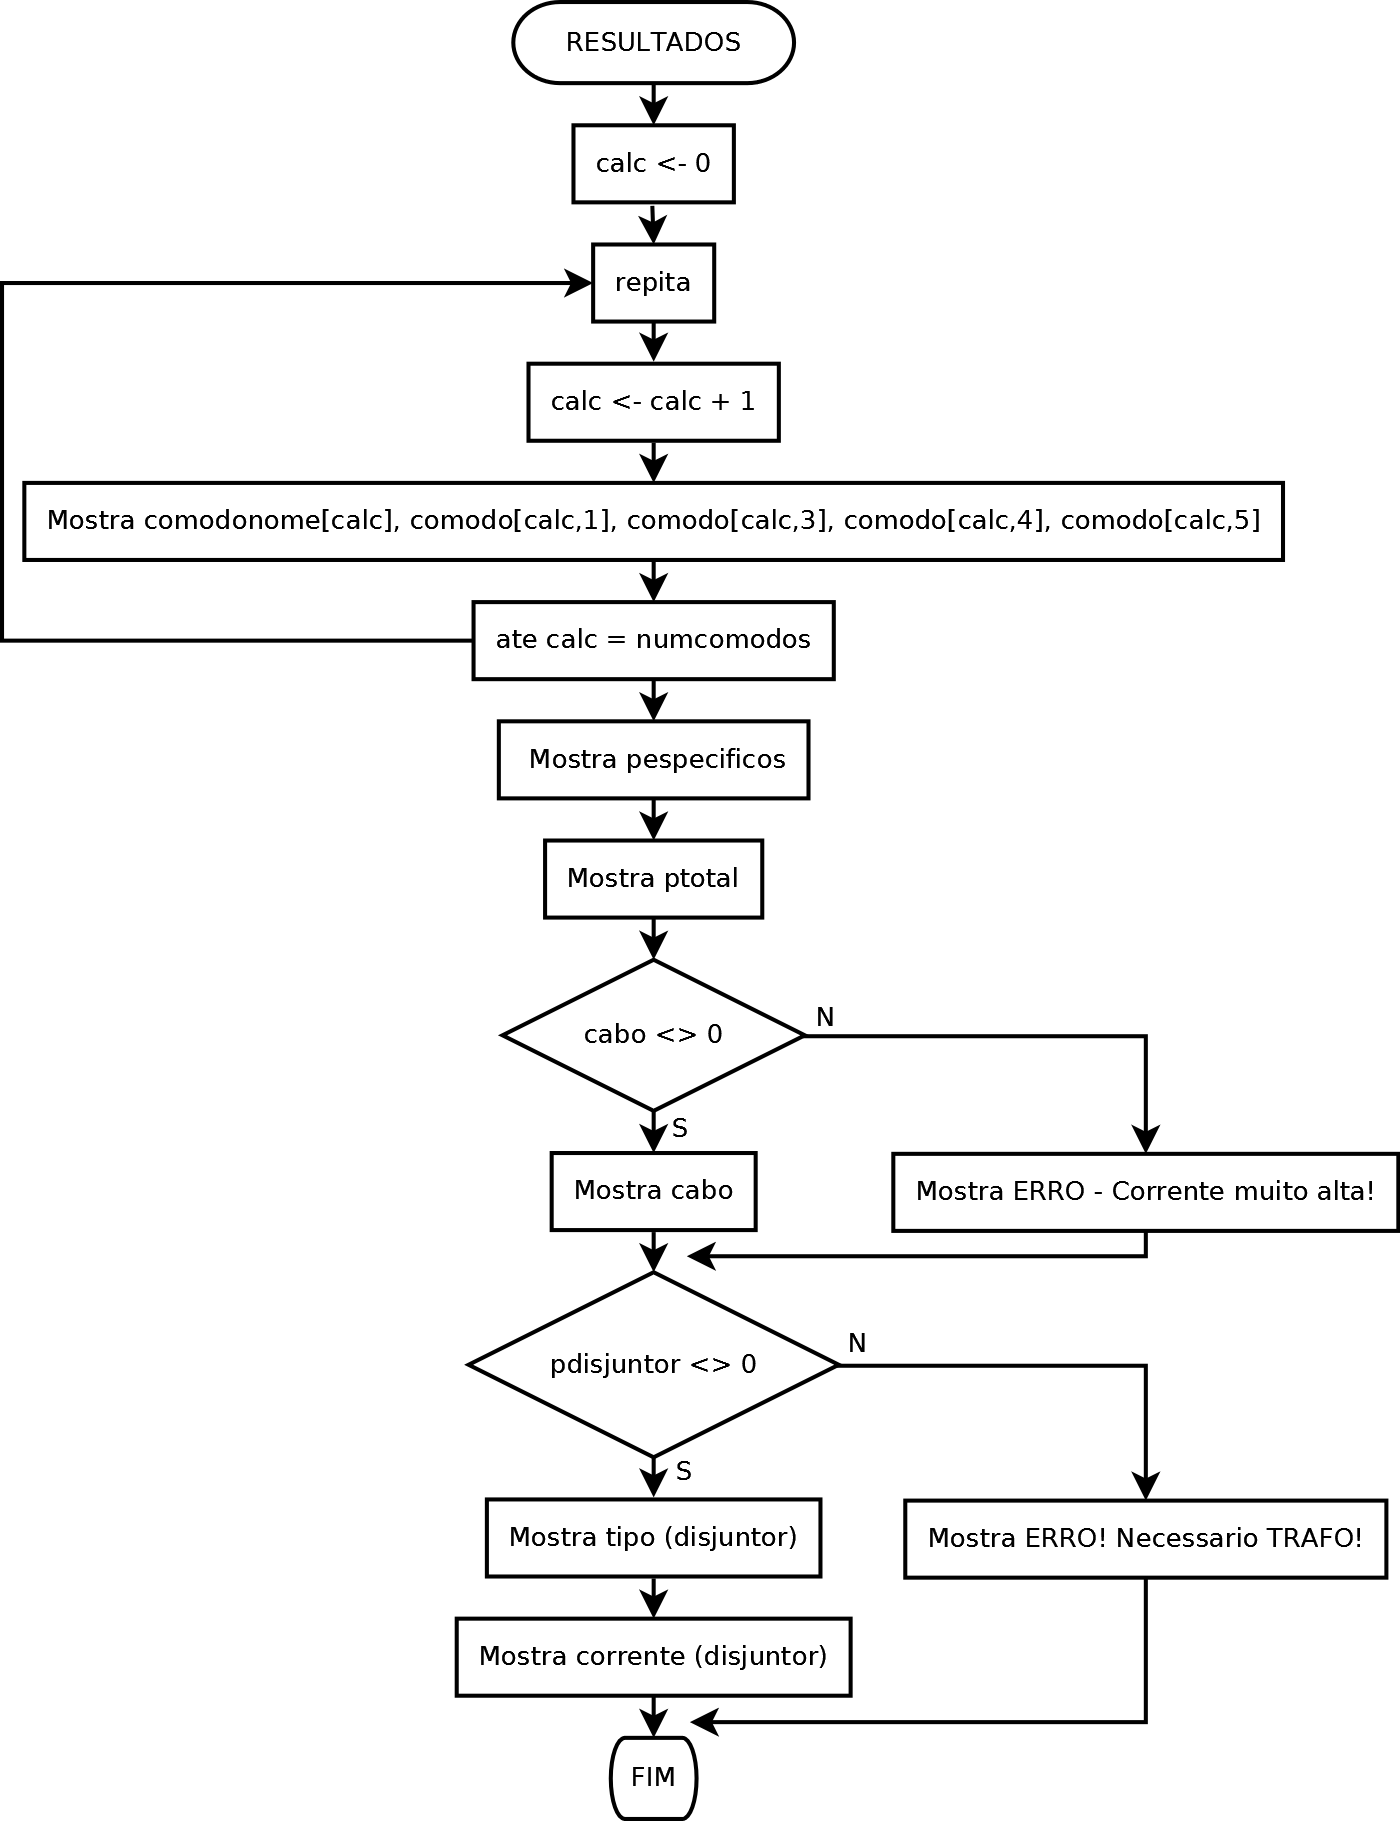 RESULTADOS
calc <- 0
repita
calc <- calc + 1
Mostra comodonome[calc], comodo[calc,1], comodo[calc,3], comodo[calc,4], comodo[calc,5]
ate calc = numcomodos
Mostra pespecificos
Mostra ptotal
cabo <> 0
N
S
Mostra cabo
Mostra ERRO - Corrente muito alta!
pdisjuntor <> 0
N
S
Mostra tipo (disjuntor)
Mostra ERRO! Necessario TRAFO!
Mostra corrente (disjuntor)
FIM